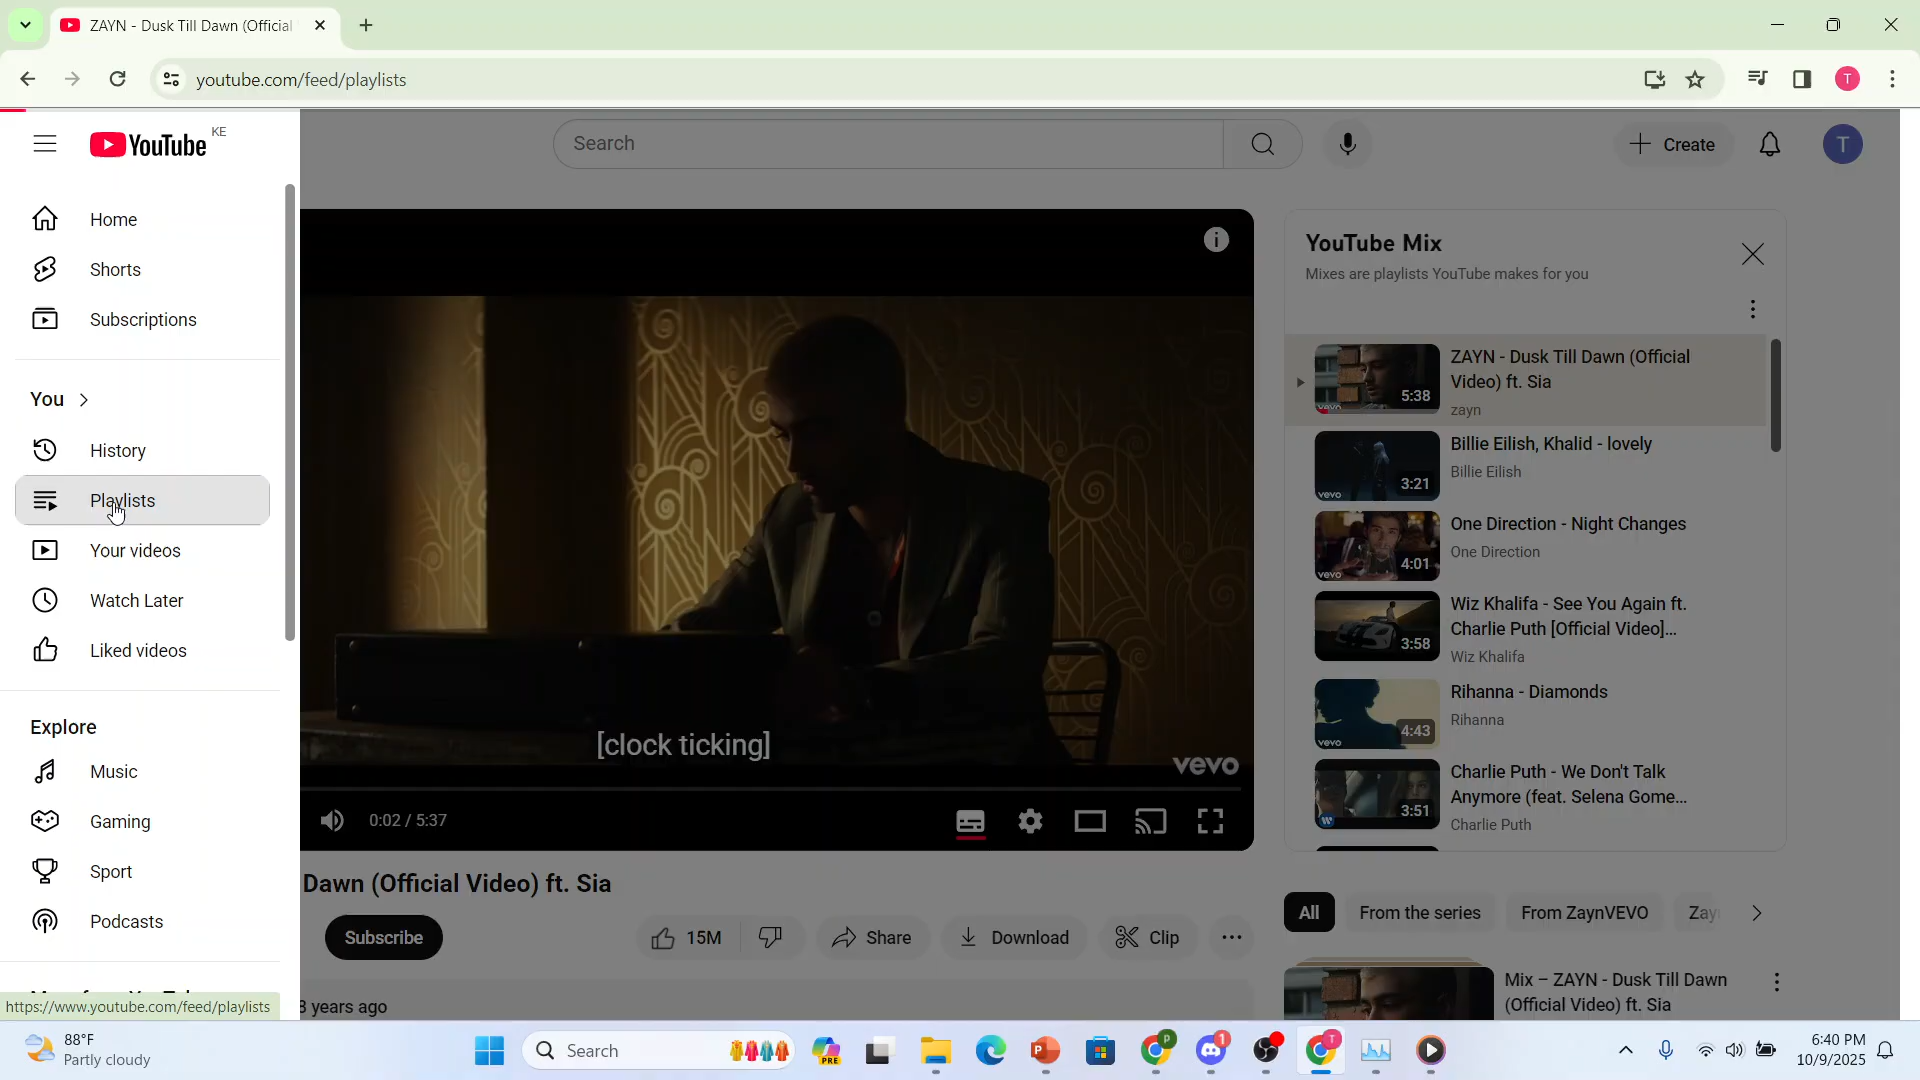 ZAYN - Dusk Till Dawn (Official
youtube.com/feed/playlists
T
YouTube KE
Search
Create
T
Home
Shorts
Subscriptions
You
History
Playlists
Your videos
Watch Later
Liked videos
Explore
Music
Gaming
Sport
Podcasts
https://www.youtube.com/feed/playlists
[clock ticking]
vevo
0:02 / 5:37
Dawn (Official Video) ft. Sia
Subscribe
15M
Share
Download
Clip
years ago
YouTube Mix
Mixes are playlists YouTube makes for you
5:38
ZAYN - Dusk Till Dawn (Official
Video) ft. Sia
zayn
vevo
3:21
Billie Eilish, Khalid - lovely
Billie Eilish
vevo
4:01
One Direction - Night Changes
One Direction
vevo
3:58
Wiz Khalifa - See You Again ft.
Charlie Puth [Official Video]...
Wiz Khalifa
4:43
Rihanna - Diamonds
Rihanna
vevo
3:51
Charlie Puth - We Don't Talk
Anymore (feat. Selena Gome...
Charlie Puth
All
From the series
From ZaynVEVO
Zay
Mix – ZAYN - Dusk Till Dawn
(Official Video) ft. Sia
88°F
Partly cloudy
Search
PRE
P
1
T
6:40 PM
10/9/2025